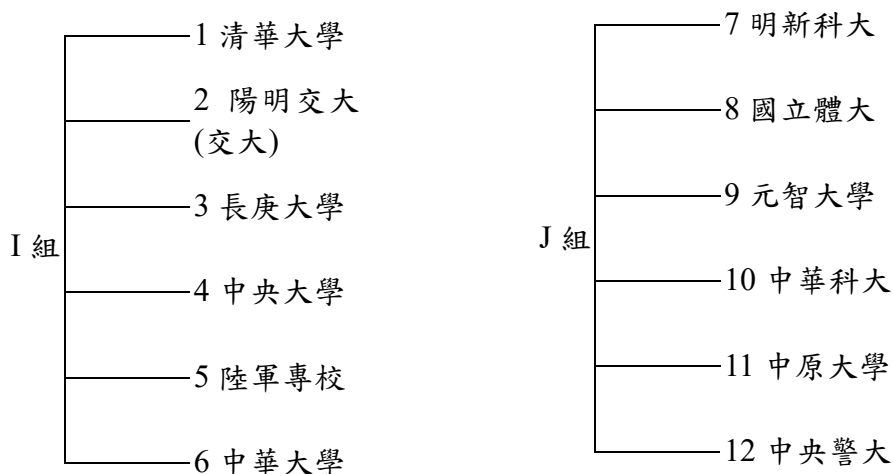 I 組
1 清華大學
2 陽明交大
(交大)
3 長庚大學
4 中央大學
5 陸軍專校
6 中華大學
J 組
7 明新科大
8 國立體大
9 元智大學
10 中華科大
11 中原大學
12 中央警大